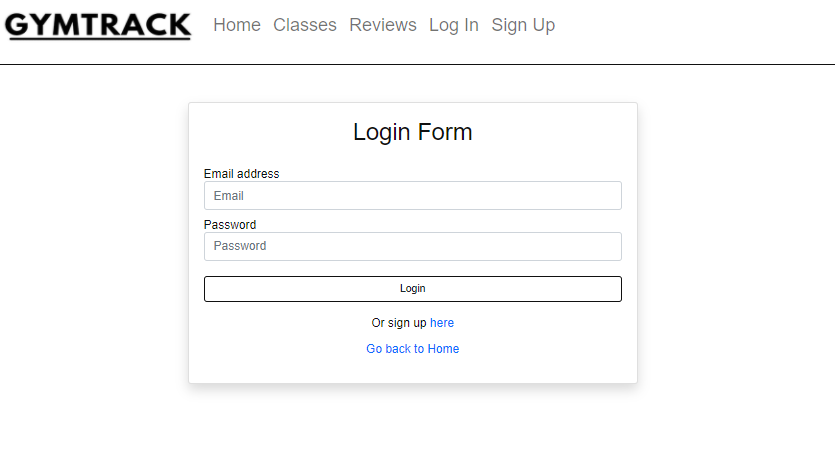 GYMTRACK Home Classes Reviews Log In Sign Up
Login Form
Email address
Email
Password
Password
Login
Or sign up here
Go back to Home